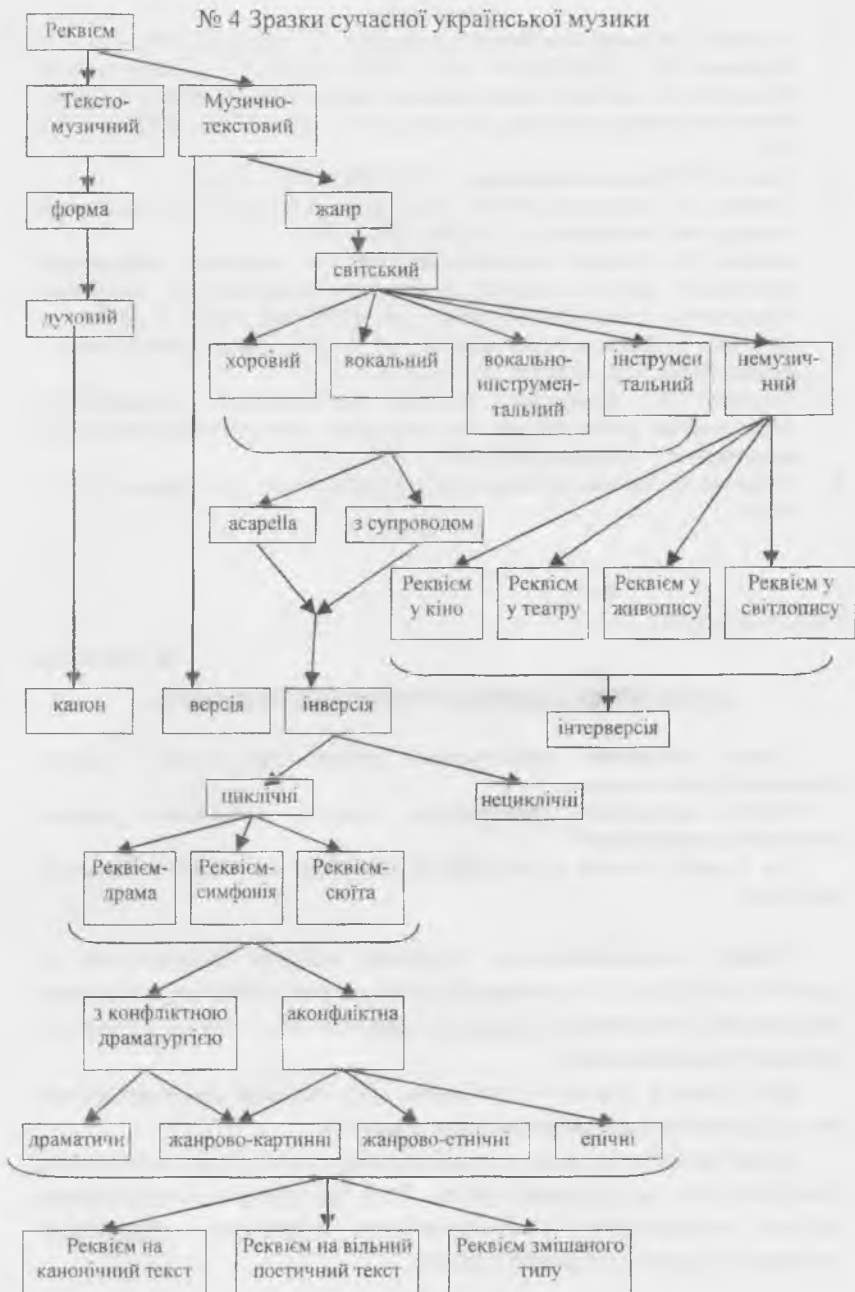 № 4 Зразки сучасної української музики
Реквієм
Тексто-
музичний
Музично-
текстовий
форма
жанр
світський
духовий
хоровий
вокальний
вокально-
инструмен-
тальний
інструмен
тальний
немузич-
ний
acapella
з супроводом
Реквієм
у кіно
Реквієм
у театру
Реквієм у
живопису
Реквієм у
світлопису
канон
версія
інверсія
інтерверсія
циклічні
нециклічні
Реквієм-
драма
Реквієм-
симфонія
Реквієм-
сюїта
з конфліктною
драматургією
аконфліктна
драматичні
жанрово-картинні
жанрово-етнічні
епічні
Реквієм на
канонічний текст
Реквієм на вільний
поетичний текст
Реквієм змішаного
типу